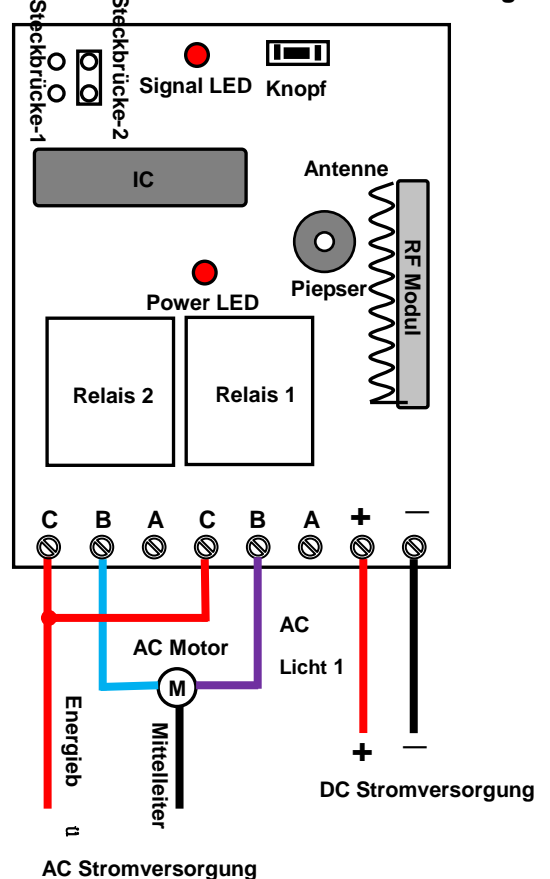 g
Steckbrücke-1
Steckbrücke-2
Signal LED
Knopf
IC
Antenne
RF Modul
Piepser
Power LED
Relais 2
Relais 1
C B A C B A + —
AC
Licht 1
AC Motor
M
Energieb
ü
Mittelleiter
+ —
DC Stromversorgung
AC Stromversorgung